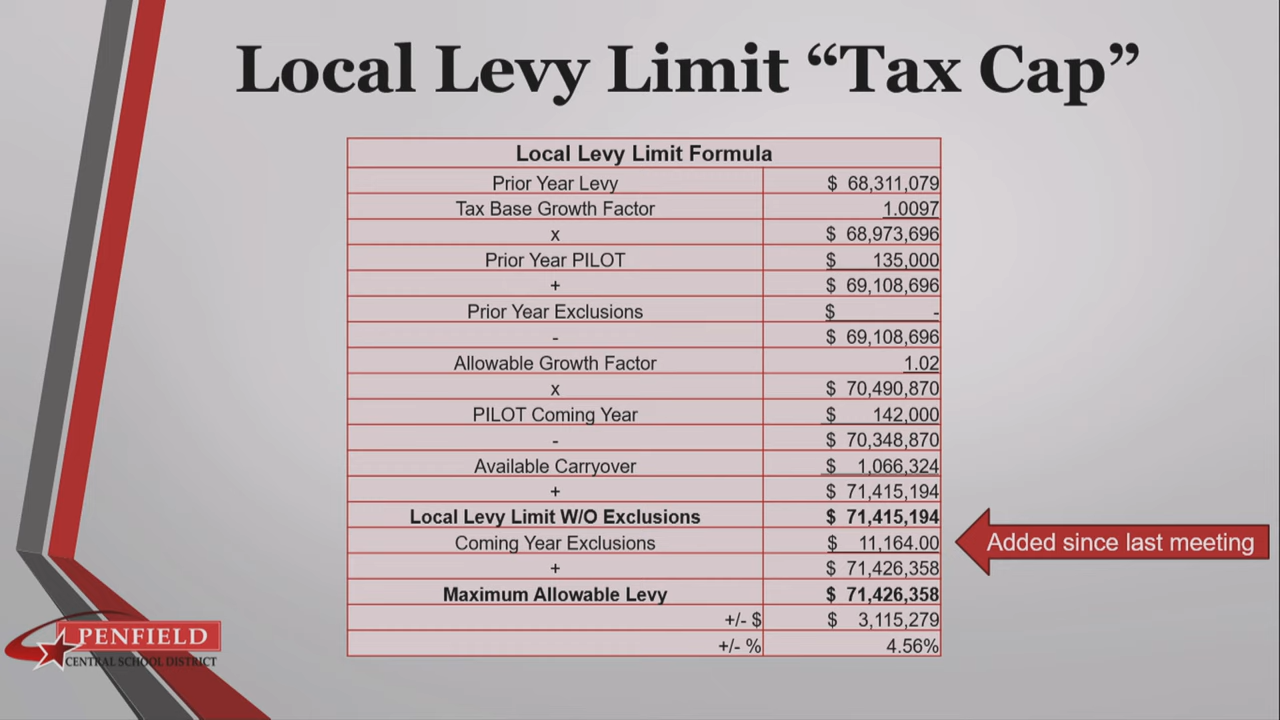 Local Levy Limit “Tax Cap”
Local Levy Limit Formula
Prior Year Levy $ 68,311,079
Tax Base Growth Factor 1.0097
x $ 68,973,696
Prior Year PILOT $ 135,000
+ $ 69,108,696
Prior Year Exclusions $ -
- $ 69,108,696
Allowable Growth Factor 1.02
x $ 70,490,870
PILOT Coming Year $ 142,000
- $ 70,348,870
Available Carryover $ 1,066,324
+ $ 71,415,194
Local Levy Limit W/O Exclusions $ 71,415,194
Coming Year Exclusions $ 11,164.00
Added since last meeting
+ $ 71,426,358
Maximum Allowable Levy $ 71,426,358
+/- $ $ 3,115,279
+/- % 4.56%
PENFIELD
CENTRAL SCHOOL DISTRICT